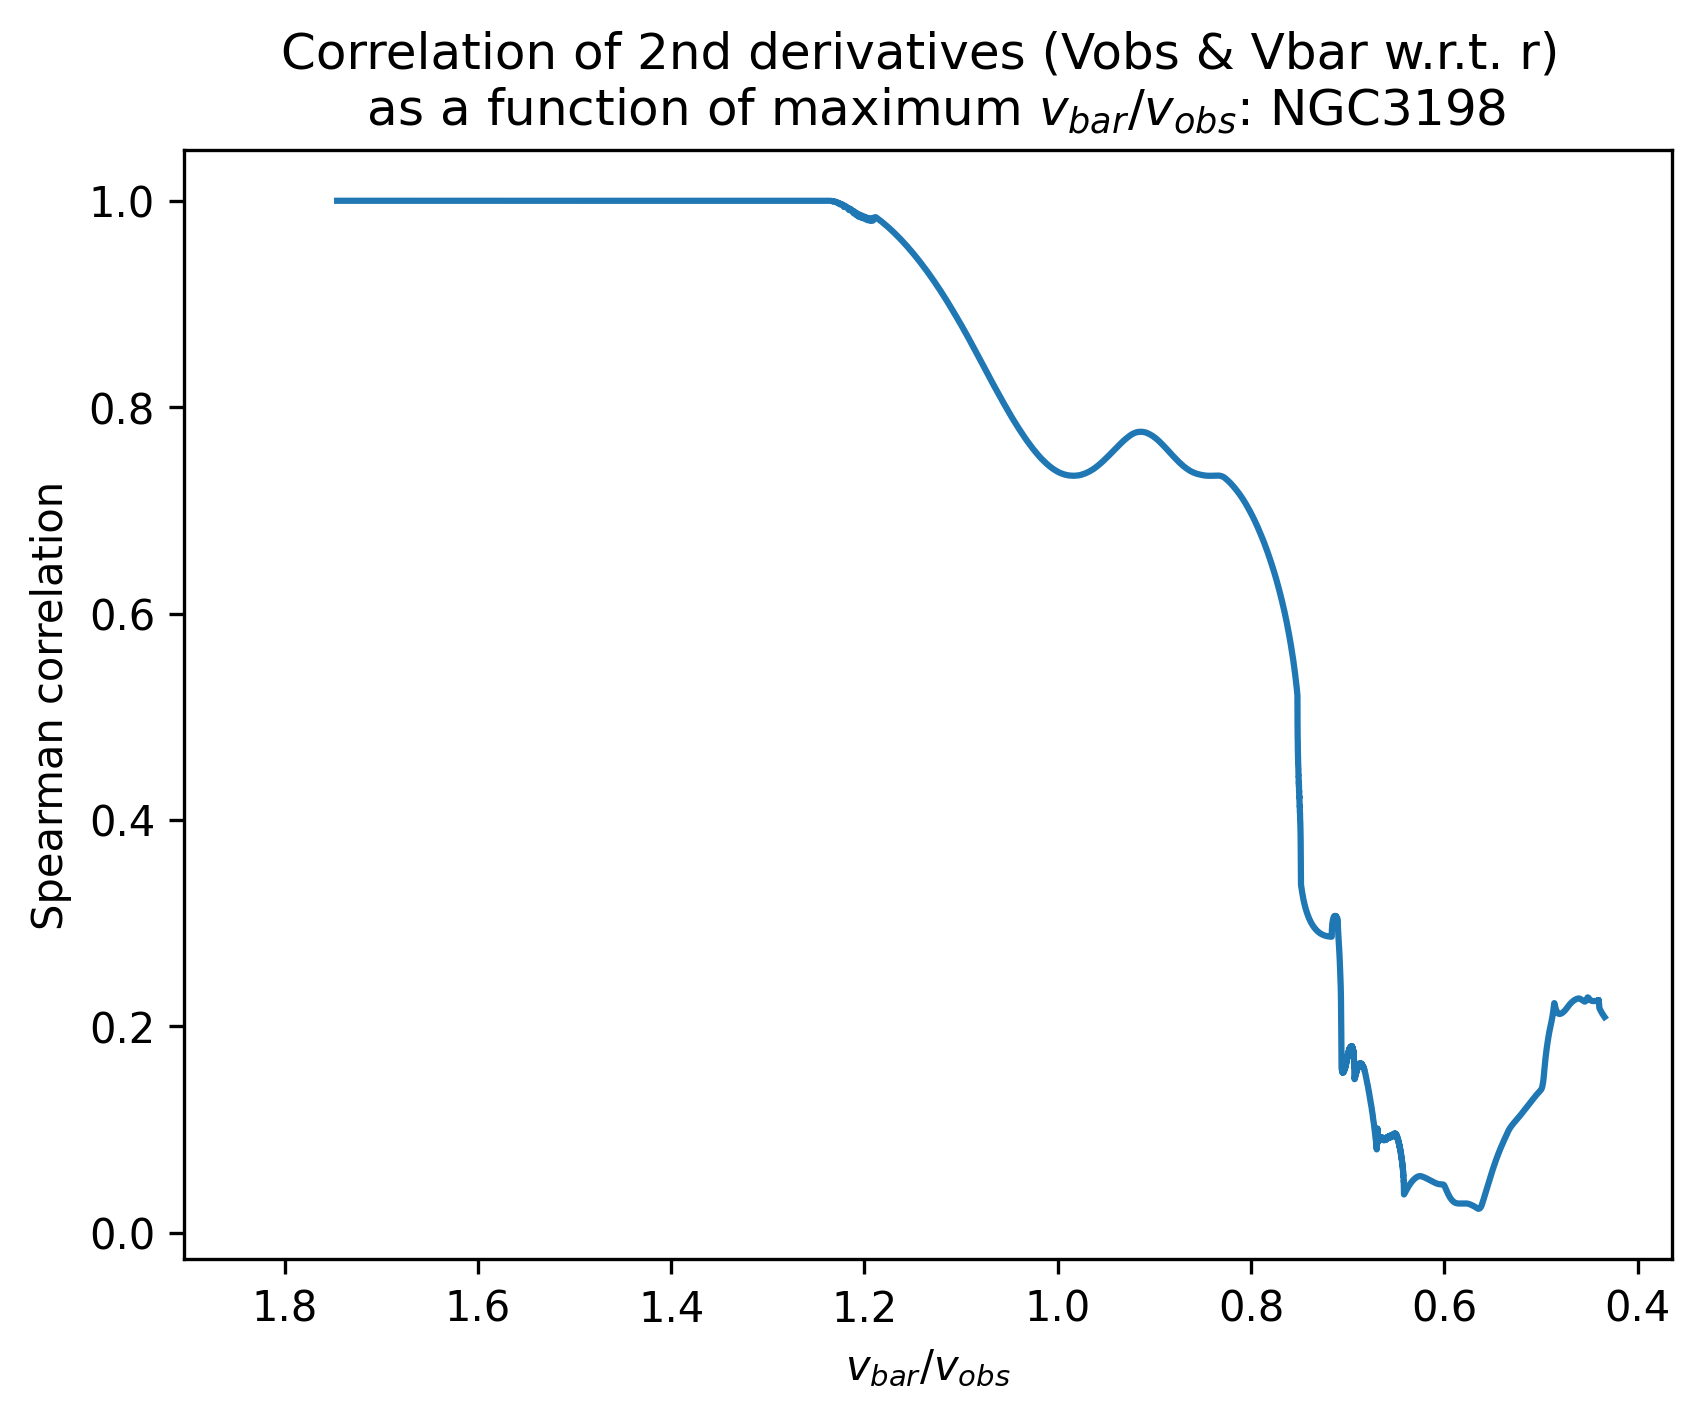 Correlation of 2nd derivatives (Vobs & Vbar w.r.t. r)
as a function of maximum v_bar/v_obs: NGC3198
Spearman correlation
1.0
0.8
0.6
0.4
0.2
0.0
1.8 1.6 1.4 1.2 1.0 0.8 0.6 0.4
v_bar/v_obs